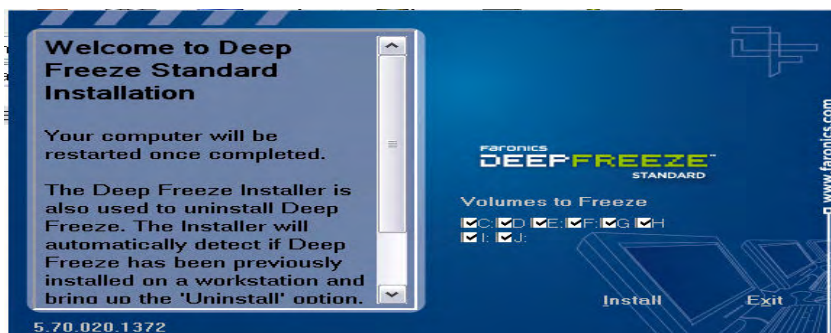 Welcome to Deep
Freeze Standard
Installation
Your computer will be
restarted once completed.
The Deep Freeze Installer is
also used to uninstall Deep
Freeze. The Installer will
automatically detect if Deep
Freeze has been previously
installed on a workstation and
bring up the 'Uninstall' option.
5.70.020.1372
Faronics
DEEP FREEZE™
STANDARD
Volumes to Freeze
C: D E: F: G H
I: J:
Install Exit
www.faronics.com